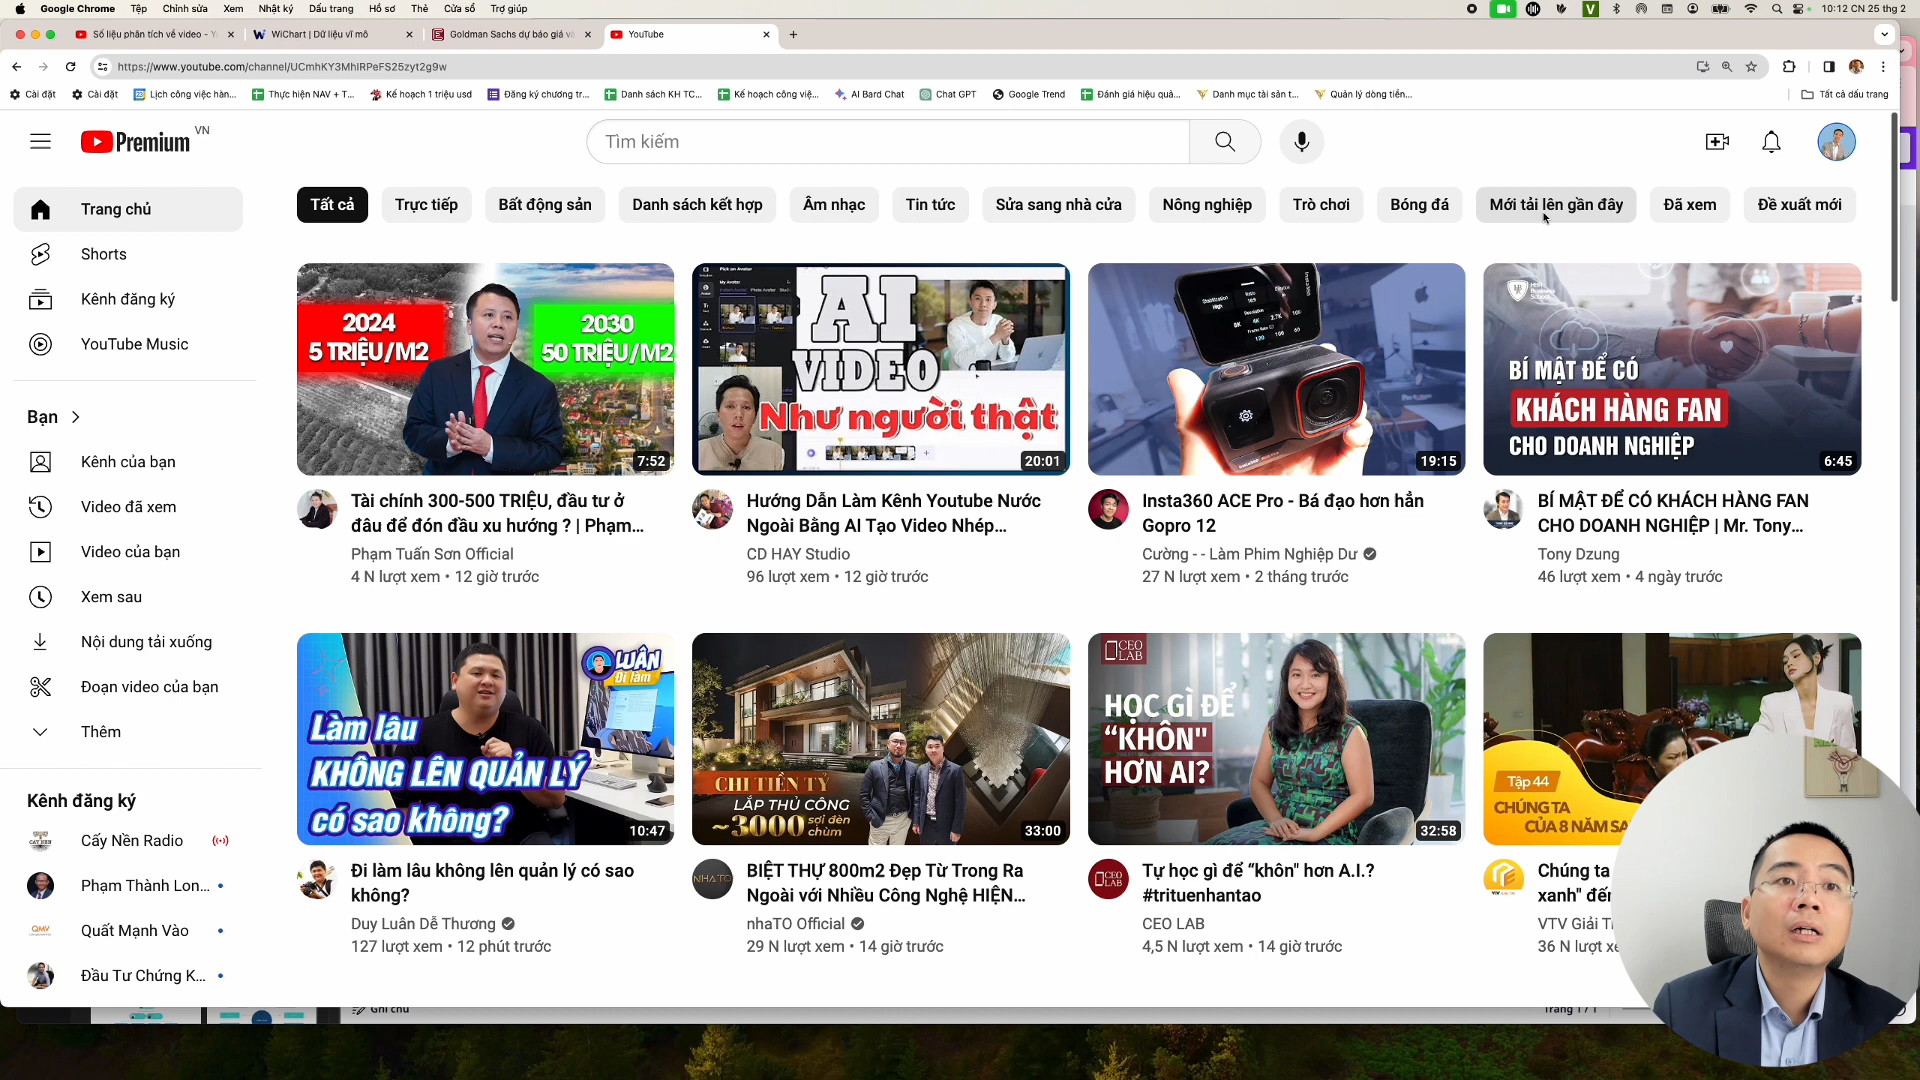 Google Chrome Tệp Chỉnh sửa Xem Nhật ký Dấu trang Hồ sơ Thẻ Cửa sổ Trợ giúp
10:12 CN 25 thg 2
Số liệu phân tích về video - Y
WiChart | Dữ liệu vĩ mô
Goldman Sachs dự báo giá và
YouTube
https://www.youtube.com/channel/UCmhKY3MhlRPeFS25zyt2g9w
Cài đặt
Cài đặt
Lịch công việc hàn...
Thực hiện NAV + T...
Kế hoạch 1 triệu usd
Đăng ký chương tr...
Danh sách KH TC...
Kế hoạch công việ...
AI Bard Chat
Chat GPT
Google Trend
Đánh giá hiệu quả...
Danh mục tài sản t...
Quản lý dòng tiền...
Tất cả dấu trang
Premium VN
Tìm kiếm
Trang chủ
Shorts
Kênh đăng ký
YouTube Music
Bạn
Kênh của bạn
Video đã xem
Video của bạn
Xem sau
Nội dung tải xuống
Đoạn video của bạn
Thêm
Kênh đăng ký
Cấy Nền Radio
Phạm Thành Lon...
Quất Mạnh Vào
Đầu Tư Chứng K...
Tất cả
Trực tiếp
Bất động sản
Danh sách kết hợp
Âm nhạc
Tin tức
Sửa sang nhà cửa
Nông nghiệp
Trò chơi
Bóng đá
Mới tải lên gần đây
Đã xem
Đề xuất mới
2024
5 TRIỆU/M2
2030
50 TRIỆU/M2
7:52
Tài chính 300-500 TRIỆU, đầu tư ở
đâu để đón đầu xu hướng ? | Phạm...
Phạm Tuấn Sơn Official
4 N lượt xem • 12 giờ trước
AI
VIDEO
Như người thật
20:01
Hướng Dẫn Làm Kênh Youtube Nước
Ngoài Bằng AI Tạo Video Nhép...
CD HAY Studio
96 lượt xem • 12 giờ trước
19:15
Insta360 ACE Pro - Bá đạo hơn hẳn
Gopro 12
Cường - - Làm Phim Nghiệp Dư
27 N lượt xem • 2 tháng trước
BÍ MẬT ĐỂ CÓ
KHÁCH HÀNG FAN
CHO DOANH NGHIỆP
6:45
BÍ MẬT ĐỂ CÓ KHÁCH HÀNG FAN
CHO DOANH NGHIỆP | Mr. Tony...
Tony Dzung
46 lượt xem • 4 ngày trước
LUÂN
Đi làm
Làm lâu
KHÔNG LÊN QUẢN LÝ
có sao không?
10:47
Đi làm lâu không lên quản lý có sao
không?
Duy Luân Dễ Thương
127 lượt xem • 12 phút trước
CHI TIỀN TỶ
LẮP THỦ CÔNG
~3000 sợi đèn
chùm
33:00
NHATO
BIỆT THỰ 800m2 Đẹp Từ Trong Ra
Ngoài với Nhiều Công Nghệ HIỆN...
nhaTO Official
29 N lượt xem • 14 giờ trước
CEO
LAB
HỌC GÌ ĐỂ
“KHÔN"
HƠN AI?
32:58
CEO
LAB
Tự học gì để “khôn" hơn A.I.?
#trituenhantao
CEO LAB
4,5 N lượt xem • 14 giờ trước
Tập 44
CHÚNG TA
CỦA 8 NĂM SA
Chúng ta
xanh" đến
VTV Giải Tr
36 N lượt xe
Ghi chú
Trang 1 / 1